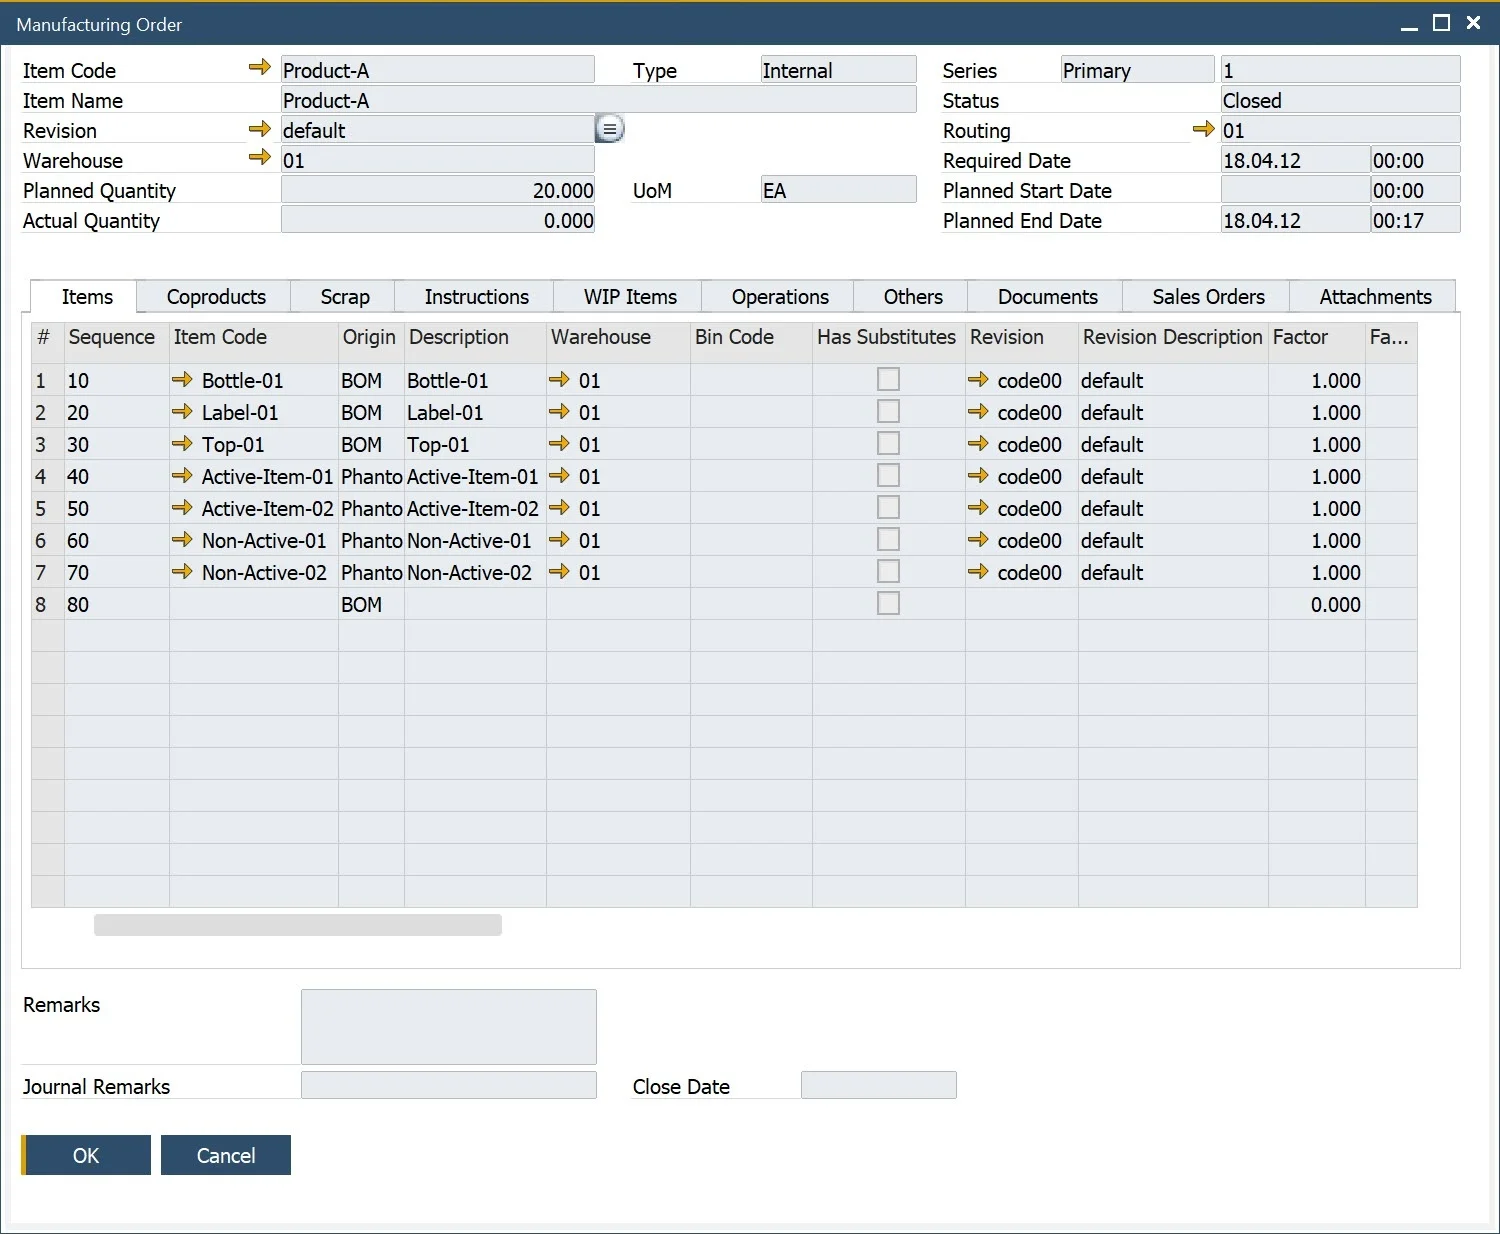 Manufacturing Order
Item Code Product-A Type Internal Series Primary 1
Item Name Product-A Status Closed
Revision default Routing 01
Warehouse 01 Required Date 18.04.12 00:00
Planned Quantity 20.000 UoM EA Planned Start Date 00:00
Actual Quantity 0.000 Planned End Date 18.04.12 00:17
Items Coproducts Scrap Instructions WIP Items Operations Others Documents Sales Orders Attachments
# Sequence Item Code Origin Description Warehouse Bin Code Has Substitutes Revision Revision Description Factor Fa...
1 10 Bottle-01 BOM Bottle-01 01 code00 default 1.000
2 20 Label-01 BOM Label-01 01 code00 default 1.000
3 30 Top-01 BOM Top-01 01 code00 default 1.000
4 40 Active-Item-01 Phanto Active-Item-01 01 code00 default 1.000
5 50 Active-Item-02 Phanto Active-Item-02 01 code00 default 1.000
6 60 Non-Active-01 Phanto Non-Active-01 01 code00 default 1.000
7 70 Non-Active-02 Phanto Non-Active-02 01 code00 default 1.000
8 80 BOM 0.000
Remarks
Journal Remarks Close Date
OK Cancel